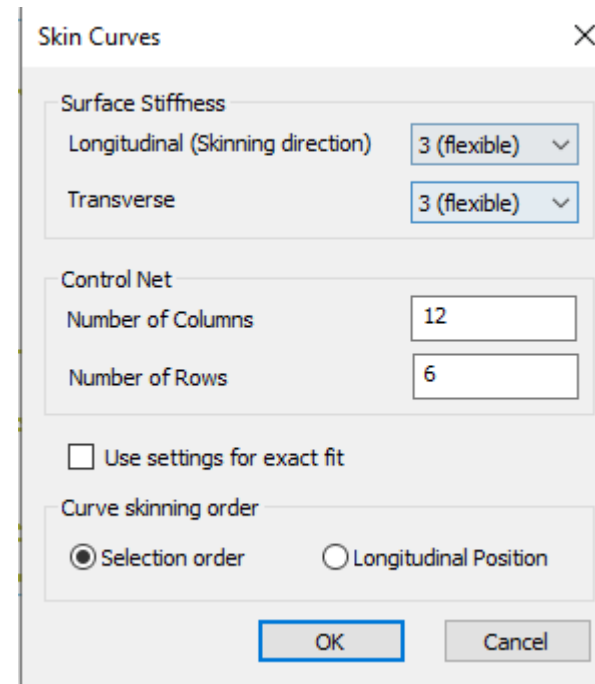 Skin Curves
Surface Stiffness
Longitudinal (Skinning direction) 3 (flexible)
Transverse 3 (flexible)
Control Net
Number of Columns 12
Number of Rows 6
Use settings for exact fit
Curve skinning order
Selection order Longitudinal Position
OK Cancel